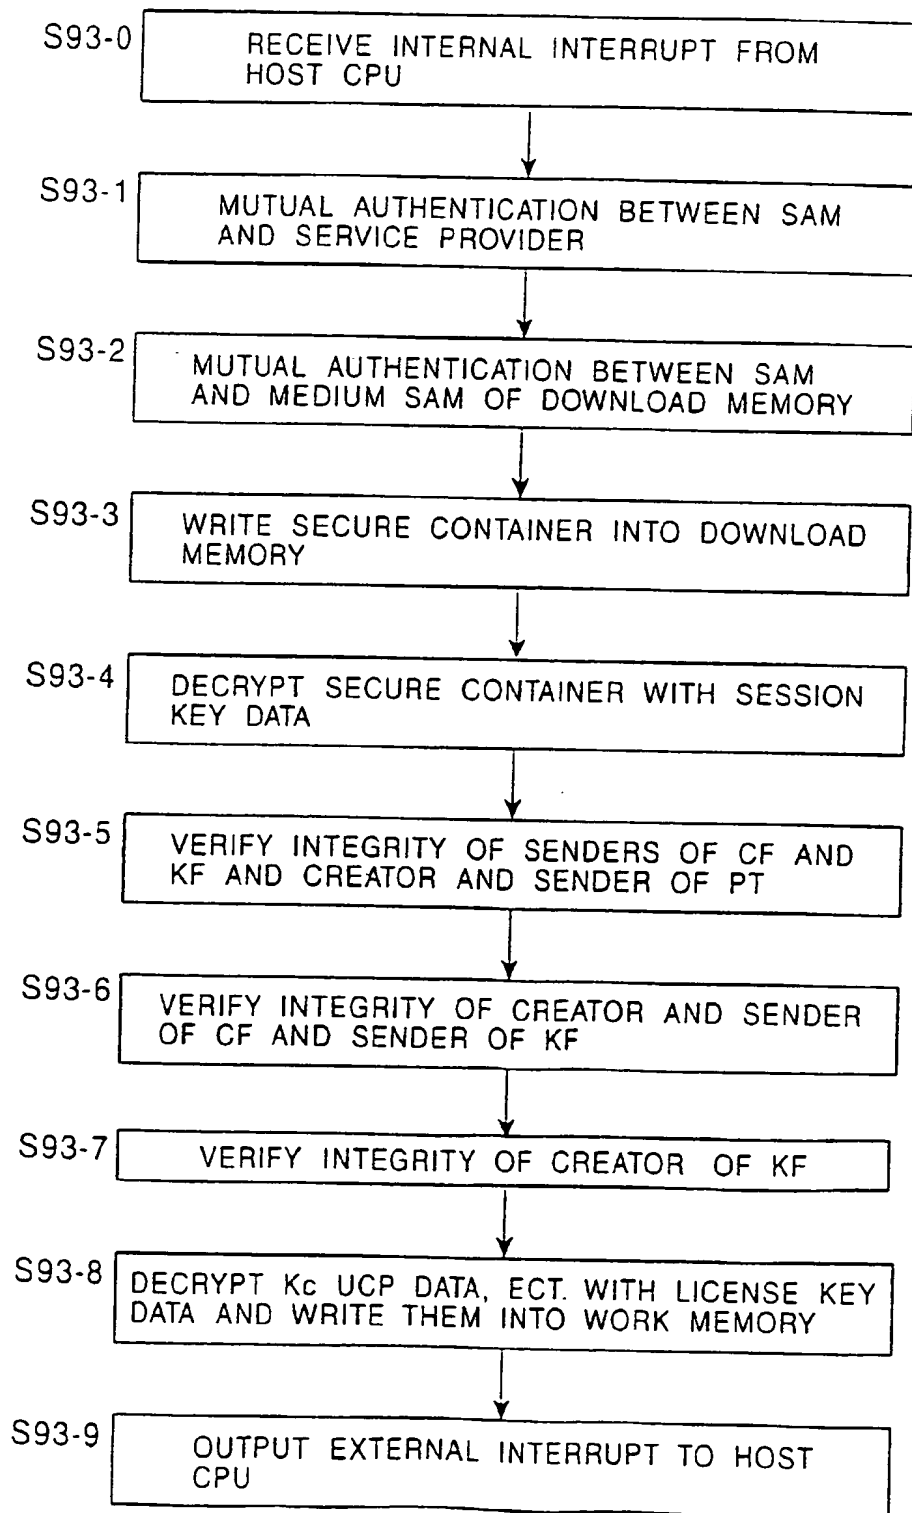 S93-0
RECEIVE INTERNAL INTERRUPT FROM
HOST CPU
S93-1
MUTUAL AUTHENTICATION BETWEEN SAM
AND SERVICE PROVIDER
S93-2
MUTUAL AUTHENTICATION BETWEEN SAM
AND MEDIUM SAM OF DOWNLOAD MEMORY
S93-3
WRITE SECURE CONTAINER INTO DOWNLOAD
MEMORY
S93-4
DECRYPT SECURE CONTAINER WITH SESSION
KEY DATA
S93-5
VERIFY INTEGRITY OF SENDERS OF CF AND
KF AND CREATOR AND SENDER OF PT
S93-6
VERIFY INTEGRITY OF CREATOR AND SENDER
OF CF AND SENDER OF KF
S93-7
VERIFY INTEGRITY OF CREATOR OF KF
S93-8
DECRYPT Kc UCP DATA, ECT. WITH LICENSE KEY
DATA AND WRITE THEM INTO WORK MEMORY
S93-9
OUTPUT EXTERNAL INTERRUPT TO HOST
CPU